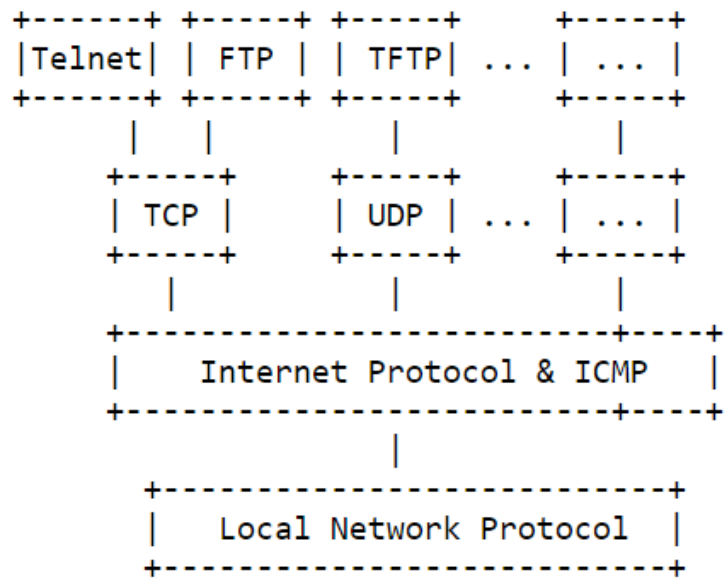 Telnet FTP TFTP ... ...
TCP UDP ... ...
Internet Protocol & ICMP
Local Network Protocol